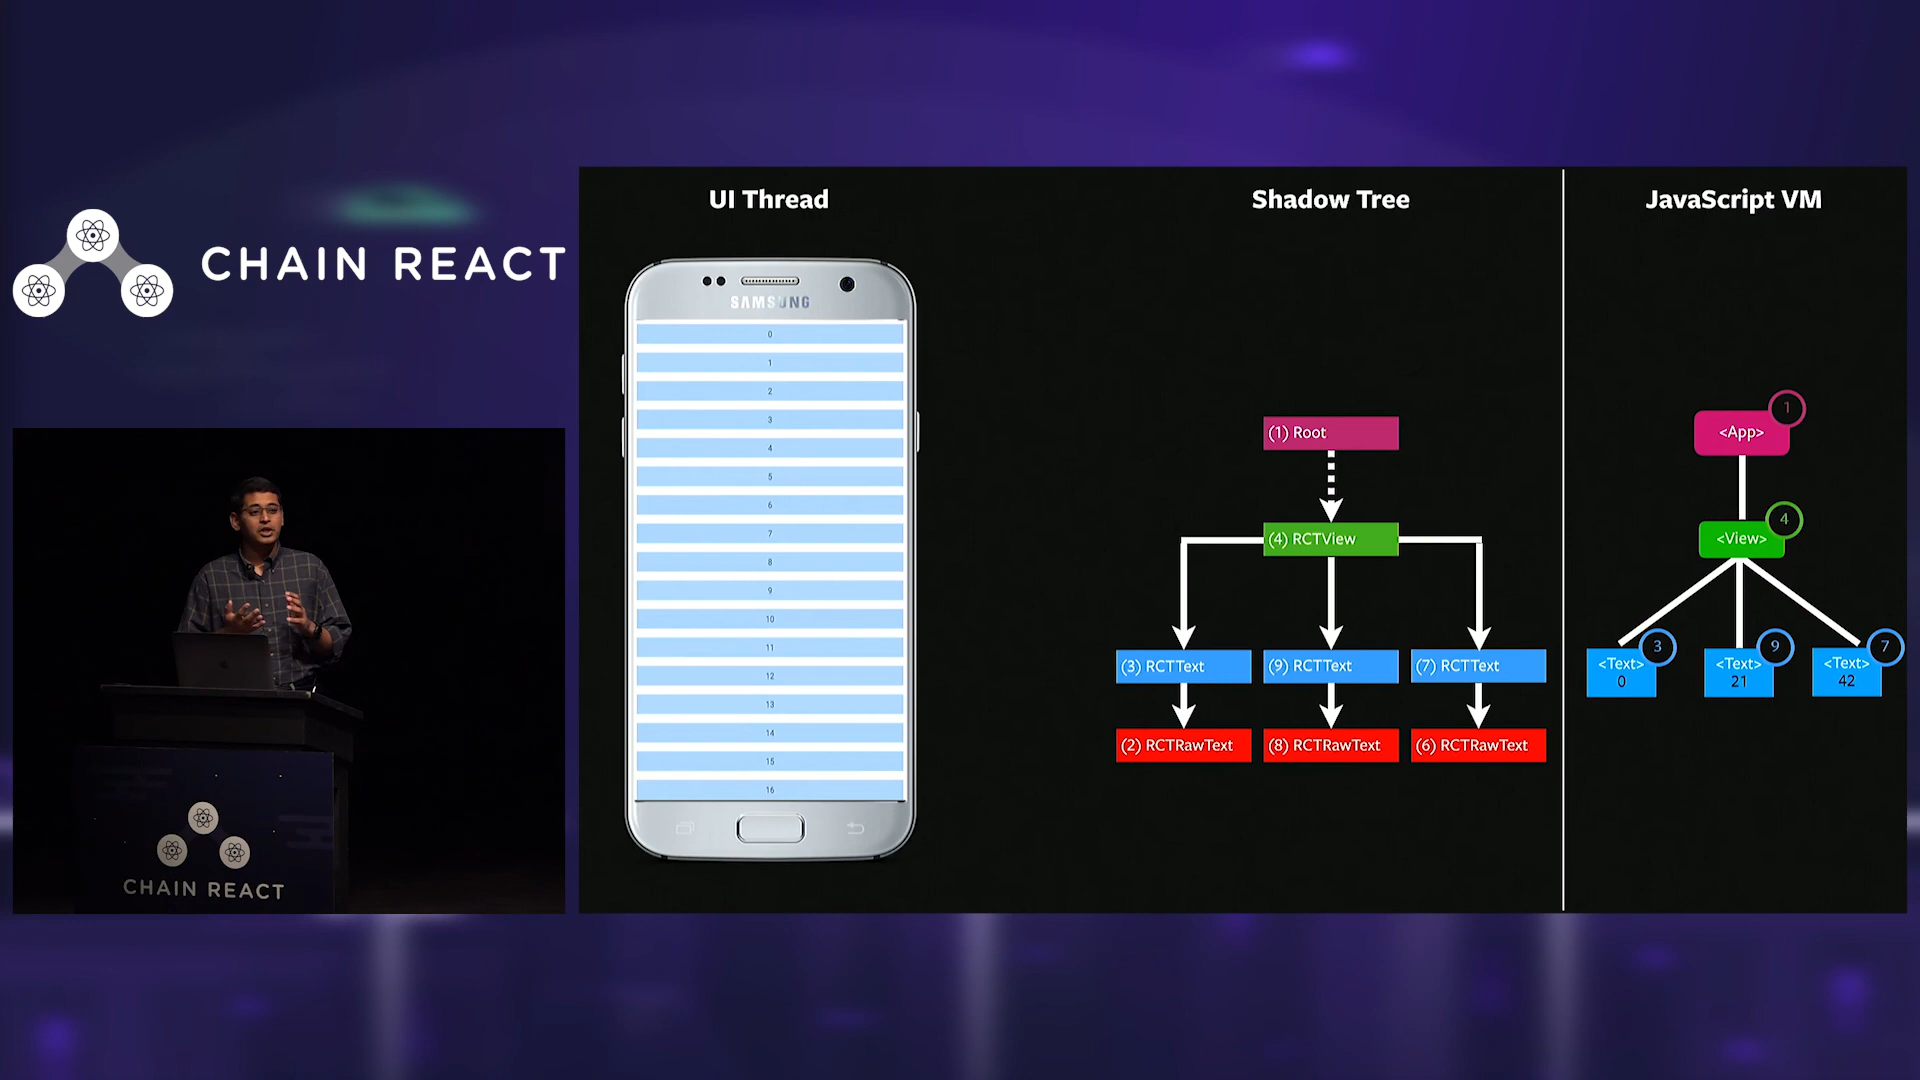 CHAIN REACT
CHAIN REACT
UI Thread
SAMSUNG
0
1
2
3
4
5
6
7
8
9
10
11
12
13
14
15
16
Shadow Tree
(1) Root
(4) RCTView
(3) RCTText
(9) RCTText
(7) RCTText
(2) RCTRawText
(8) RCTRawText
(6) RCTRawText
JavaScript VM
1
<App>
4
<View>
3
<Text>
0
9
<Text>
21
7
<Text>
42